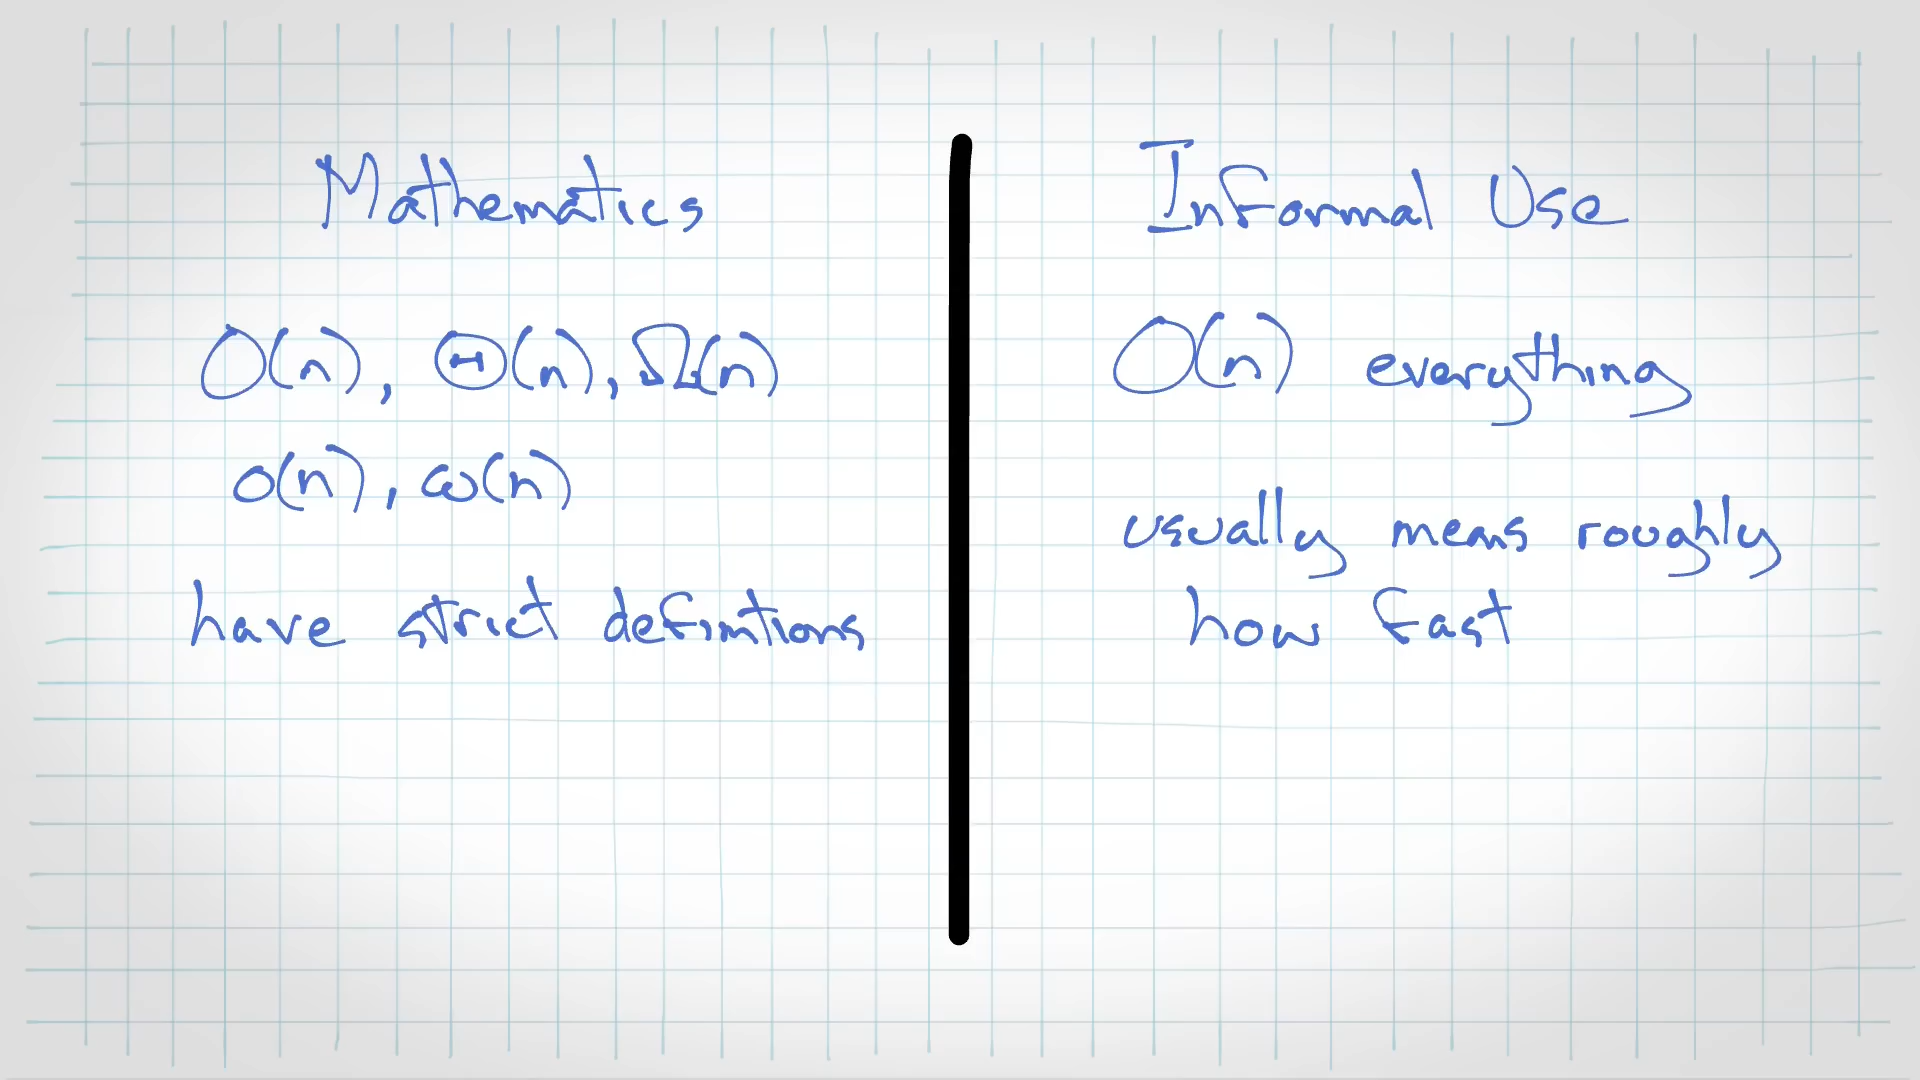 Mathematics
O(n), Θ(n), Ω(n)
o(n), ω(n)
have strict defintions
Informal Use
O(n) everything
usually means roughly
how fast